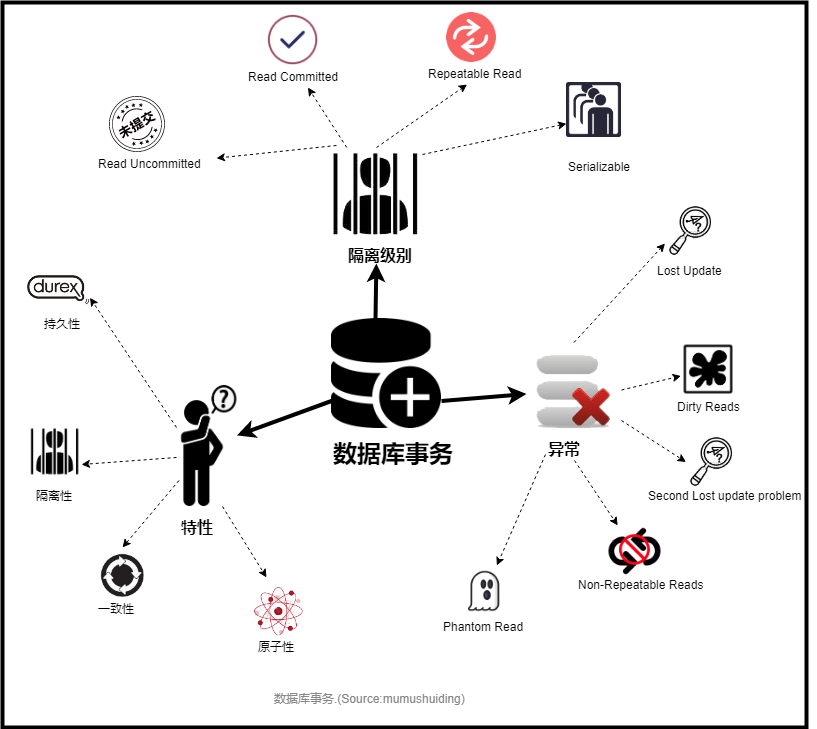 Read Committed
Repeatable Read
未提交
Read Uncommitted
Serializable
隔离级别
Lost Update
durex
持久性
Dirty Reads
数据库事务
异常
隔离性
Second Lost update problem
特性
一致性
Non-Repeatable Reads
原子性
Phantom Read
数据库事务.(Source:mumushuiding)